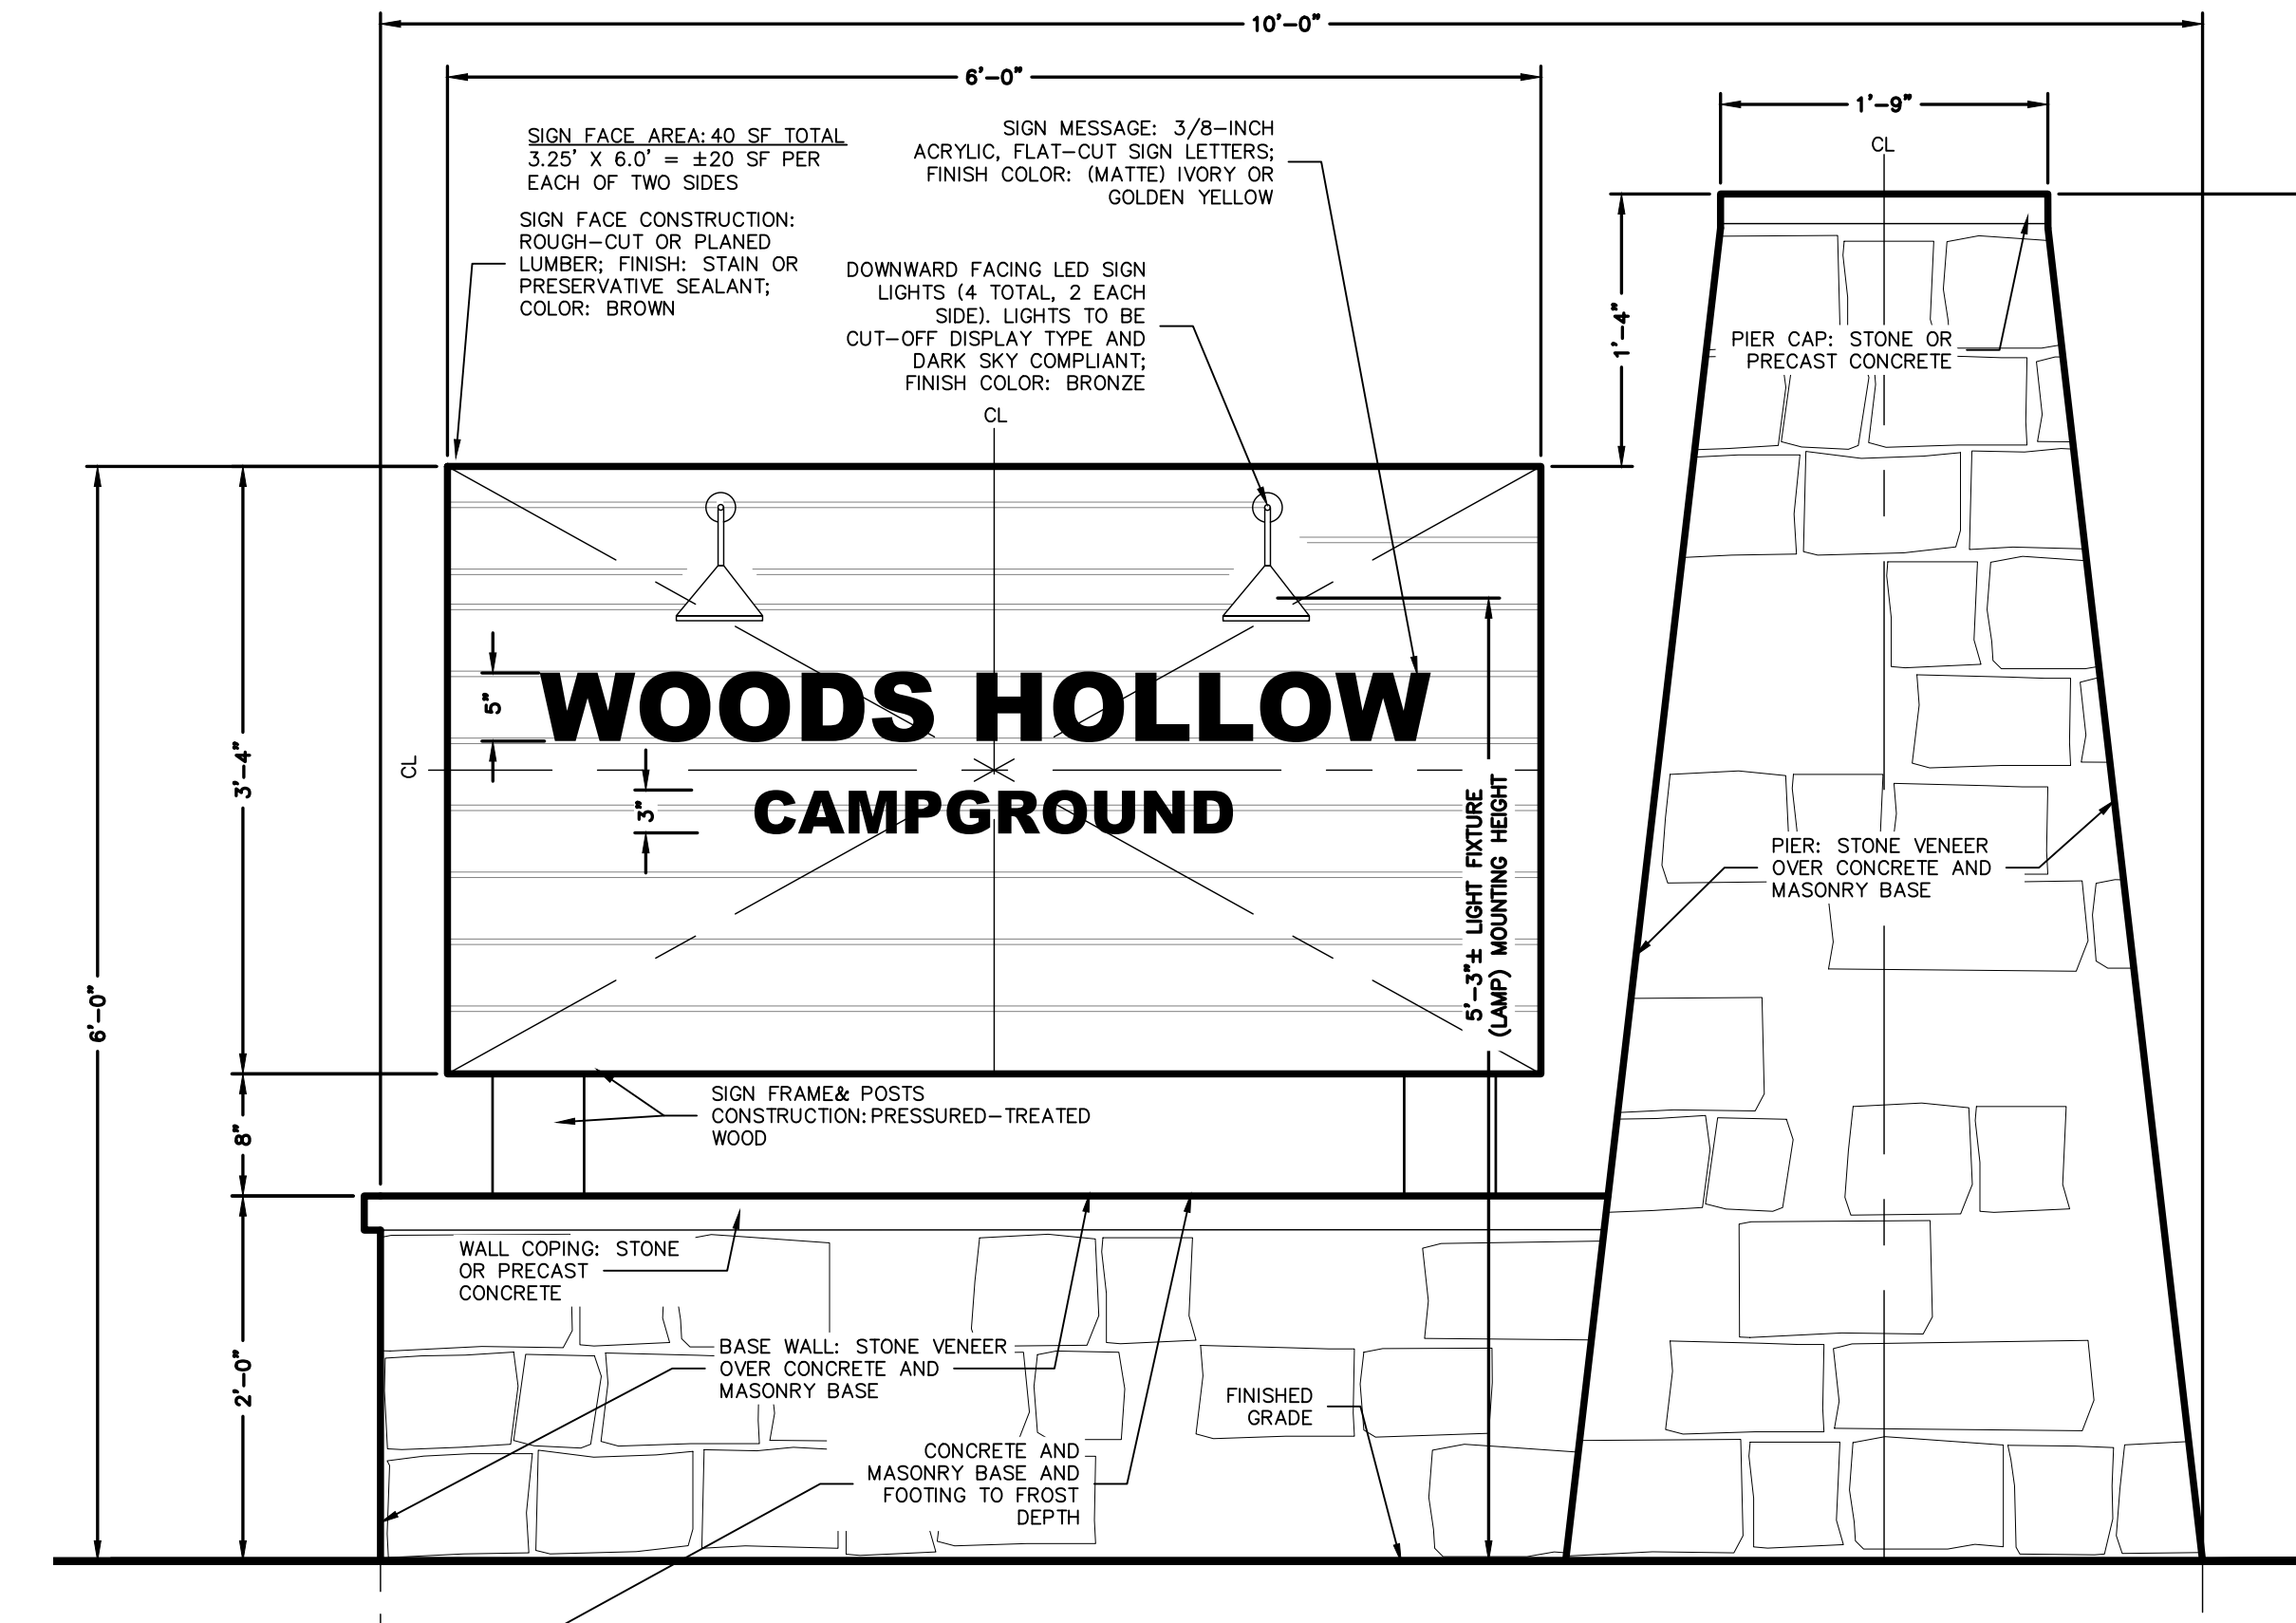 10'-0"
6'-0"
1'-9"
CL
SIGN FACE AREA: 40 SF TOTAL
3.25' X 6.0' = ±20 SF PER
EACH OF TWO SIDES
SIGN MESSAGE: 3/8-INCH
ACRYLIC, FLAT-CUT SIGN LETTERS;
FINISH COLOR: (MATTE) IVORY OR
GOLDEN YELLOW
SIGN FACE CONSTRUCTION:
ROUGH-CUT OR PLANED
LUMBER; FINISH: STAIN OR
PRESERVATIVE SEALANT;
COLOR: BROWN
DOWNWARD FACING LED SIGN
LIGHTS (4 TOTAL, 2 EACH
SIDE). LIGHTS TO BE
CUT-OFF DISPLAY TYPE AND
DARK SKY COMPLIANT;
FINISH COLOR: BRONZE
CL
1'-4"
PIER CAP: STONE OR
PRECAST CONCRETE
5"
WOODS HOLLOW
CL
3"
CAMPGROUND
3'-4"
6'-0"
5'-3"± LIGHT FIXTURE
(LAMP) MOUNTING HEIGHT
PIER: STONE VENEER
OVER CONCRETE AND
MASONRY BASE
SIGN FRAME& POSTS
CONSTRUCTION: PRESSURED-TREATED
WOOD
8"
WALL COPING: STONE
OR PRECAST
CONCRETE
2'-0"
BASE WALL: STONE VENEER
OVER CONCRETE AND
MASONRY BASE
FINISHED
GRADE
CONCRETE AND
MASONRY BASE AND
FOOTING TO FROST
DEPTH